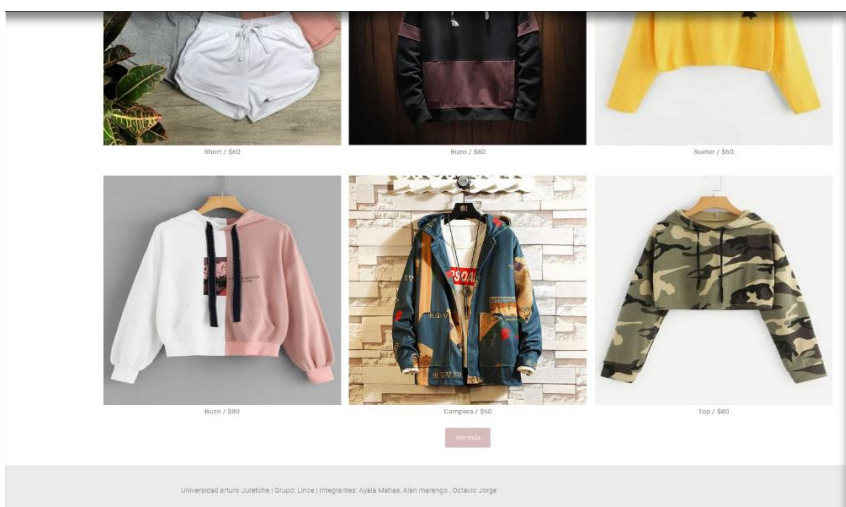 Short / $60
Buzo / $80
Sueter / $60
Buzo / $80
Campera / $60
Top / $80
Ver más
Universidad arturo Juretche | Grupo: Lince | Integrantes: Ayala Matias, Alan marengo , Octavio Jorge